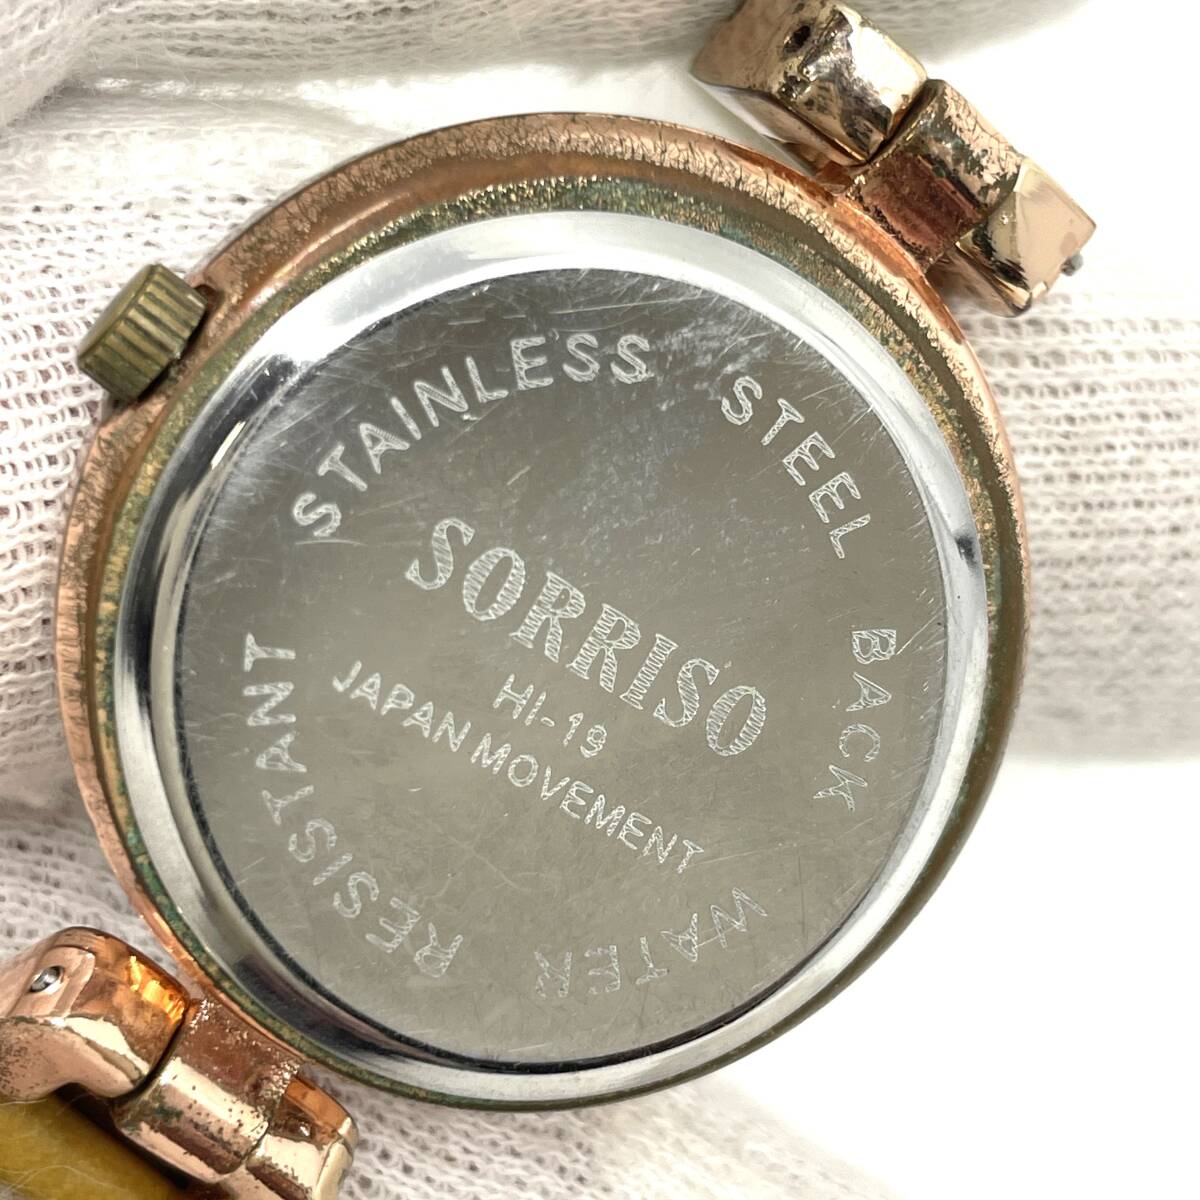 STAINLESS STEEL BACK
SORRISO
HI-19
JAPAN MOVEMENT
WATER RESISTANT